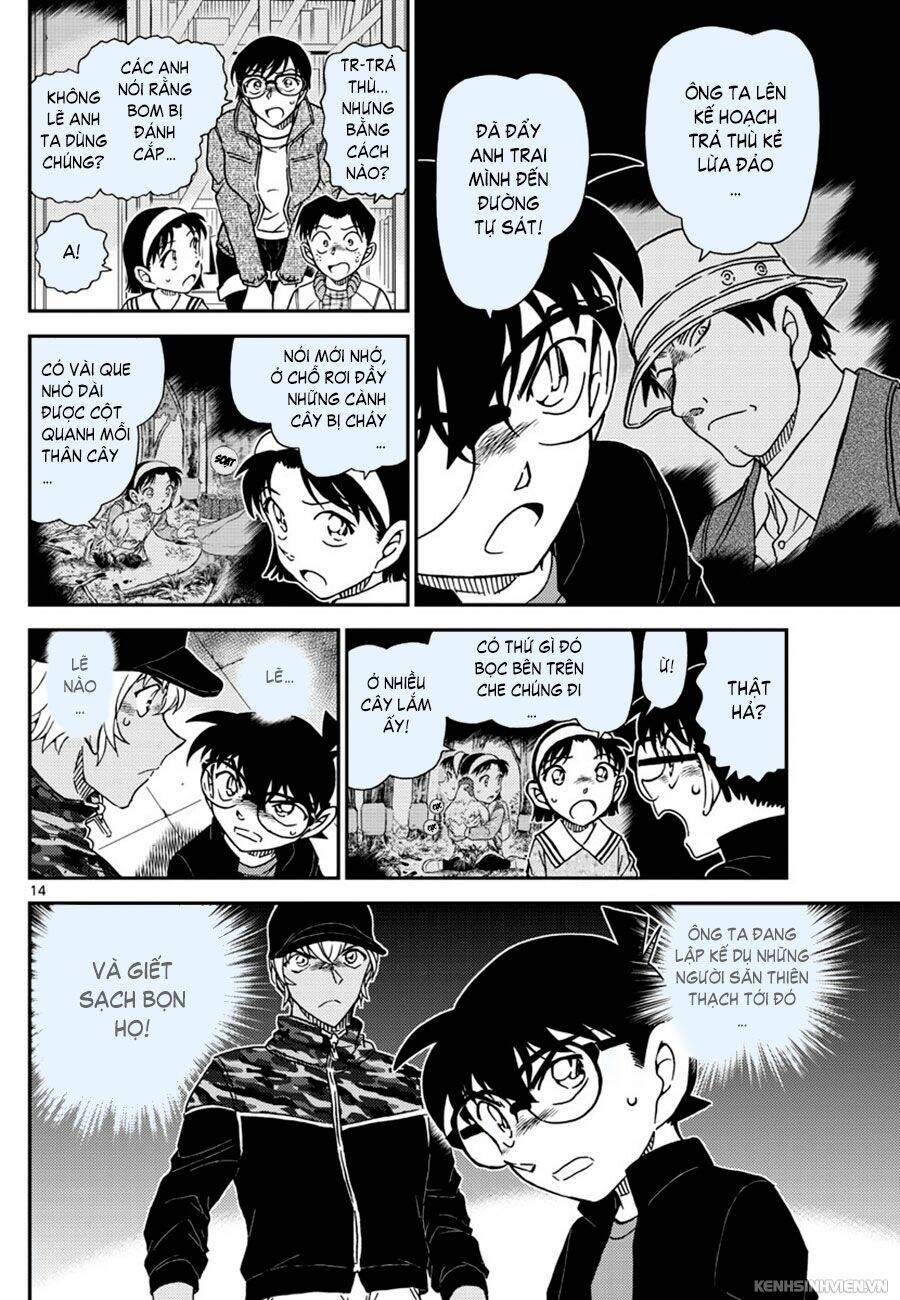 ÔNG TA LÊN
KẾ HOẠCH
TRẢ THÙ KẺ
LỪA ĐẢO
...
ĐÃ ĐẨY
ANH TRAI
MÌNH ĐẾN
ĐƯỜNG
TỰ SÁT!
TR-TRẢ
THÙ...
NHƯNG
BẰNG
CÁCH
NÀO?
CÁC ANH
NÓI RẰNG
BOM BỊ
ĐÁNH
CẮP...
KHÔNG
LẼ ANH
TA DÙNG
CHÚNG?
A!
NÓI MỚI NHỚ,
Ở CHỖ RƠI ĐẦY
NHỮNG CÀNH
CÂY BỊ CHÁY
...
CÓ VÀI QUE
NHỎ DÀI
ĐƯỢC CỘT
QUANH MỖI
THÂN CÂY
...
SOẠT
THẬT
HẢ?
Ừ!
CÓ THỨ GÌ ĐÓ
BỌC BÊN TRÊN
CHE CHÚNG ĐI
...
Ở NHIỀU
CÂY LẮM
ẤY!
LẼ...
LẼ
NÀO
...
14
ÔNG TA ĐANG
LẬP KẾ DỤ NHỮNG
NGƯỜI SĂN THIÊN
THẠCH TỚI ĐÓ
...
VÀ GIẾT
SẠCH BỌN
HỌ!
KENHSINHVIEN.VN